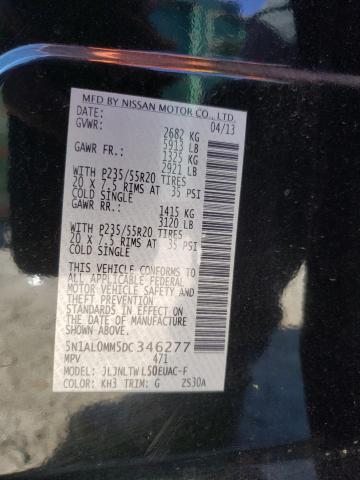 MFD BY NISSAN MOTOR CO., LTD.
DATE: 04/13
GVWR: 2682 KG
5913 LB
GAWR FR.: 1325 KG
2921 LB
WITH P235/55R20 TIRES
20 X 7.5 RIMS AT 35 PSI
COLD SINGLE
GAWR RR.: 1415 KG
3120 LB
WITH P235/55R20 TIRES
20 X 7.5 RIMS AT 35 PSI
COLD SINGLE
THIS VEHICLE CONFORMS TO
ALL APPLICABLE FEDERAL
MOTOR VEHICLE SAFETY AND
THEFT PREVENTION
STANDARDS IN EFFECT ON
THE DATE OF MANUFACTURE
SHOWN ABOVE.
5N1AL0MM5DC346277
MPV 471
MODEL: JLJNLTWL50EUAC-F
COLOR: KH3 TRIM: G ZS30A